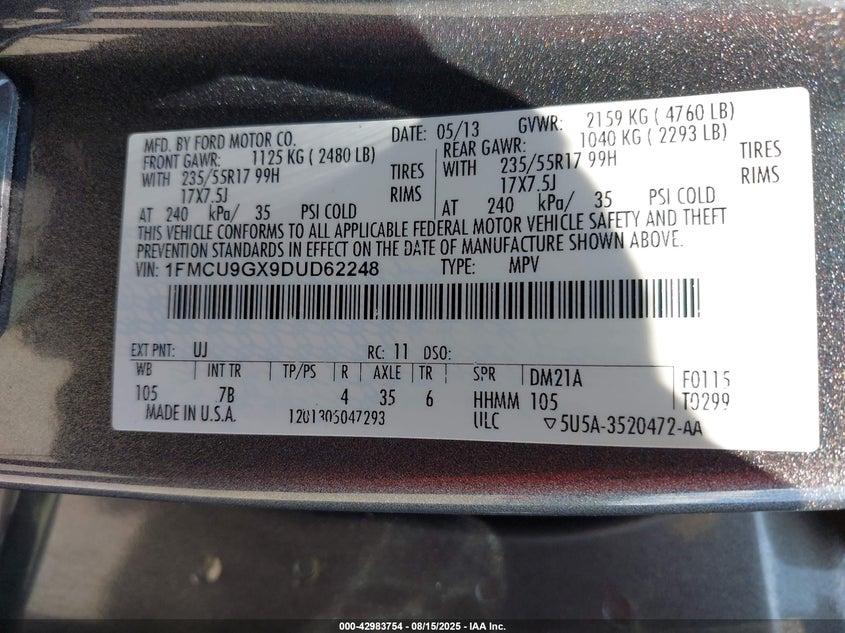 MFD. BY FORD MOTOR CO. DATE: 05/13 GVWR: 2159 KG ( 4760 LB)
FRONT GAWR: 1125 KG ( 2480 LB) REAR GAWR: 1040 KG ( 2293 LB)
WITH 235/55R17 99H TIRES WITH 235/55R17 99H TIRES
17X7.5J RIMS 17X7.5J RIMS
AT 240 kPa/ 35 PSI COLD AT 240 kPa/ 35 PSI COLD
THIS VEHICLE CONFORMS TO ALL APPLICABLE FEDERAL MOTOR VEHICLE SAFETY AND THEFT
PREVENTION STANDARDS IN EFFECT ON THE DATE OF MANUFACTURE SHOWN ABOVE.
VIN: 1FMCU9GX9DUD62248 TYPE: MPV
EXT PNT: UJ RC: 11 DSO:
WB INT TR TP/PS R AXLE TR SPR DM21A F0115
105 7B 4 35 6 HHMM 105 T0299
MADE IN U.S.A. 1201305047293 ULC 5U5A-3520472-AA
000-42983754 - 08/15/2025 - IAA Inc.